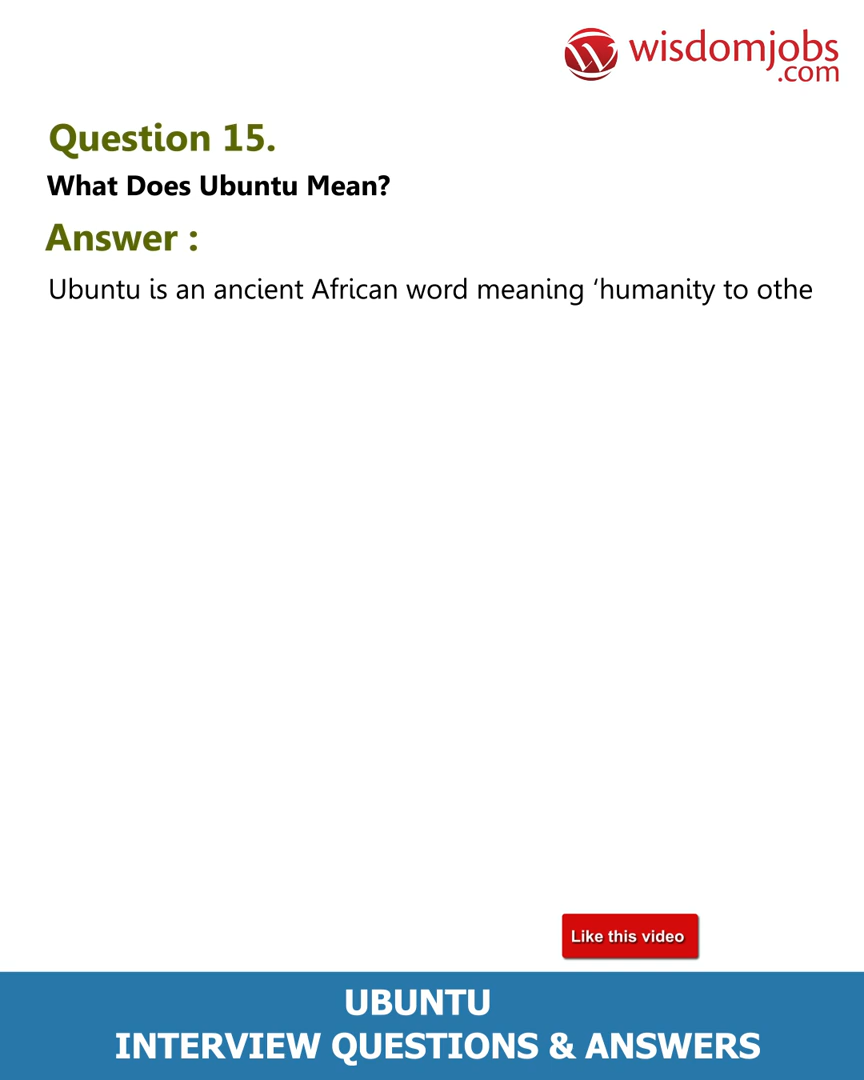 wisdomjobs
.com
Question 15.
What Does Ubuntu Mean?
Answer :
Ubuntu is an ancient African word meaning ‘humanity to othe
Like this video
UBUNTU
INTERVIEW QUESTIONS & ANSWERS